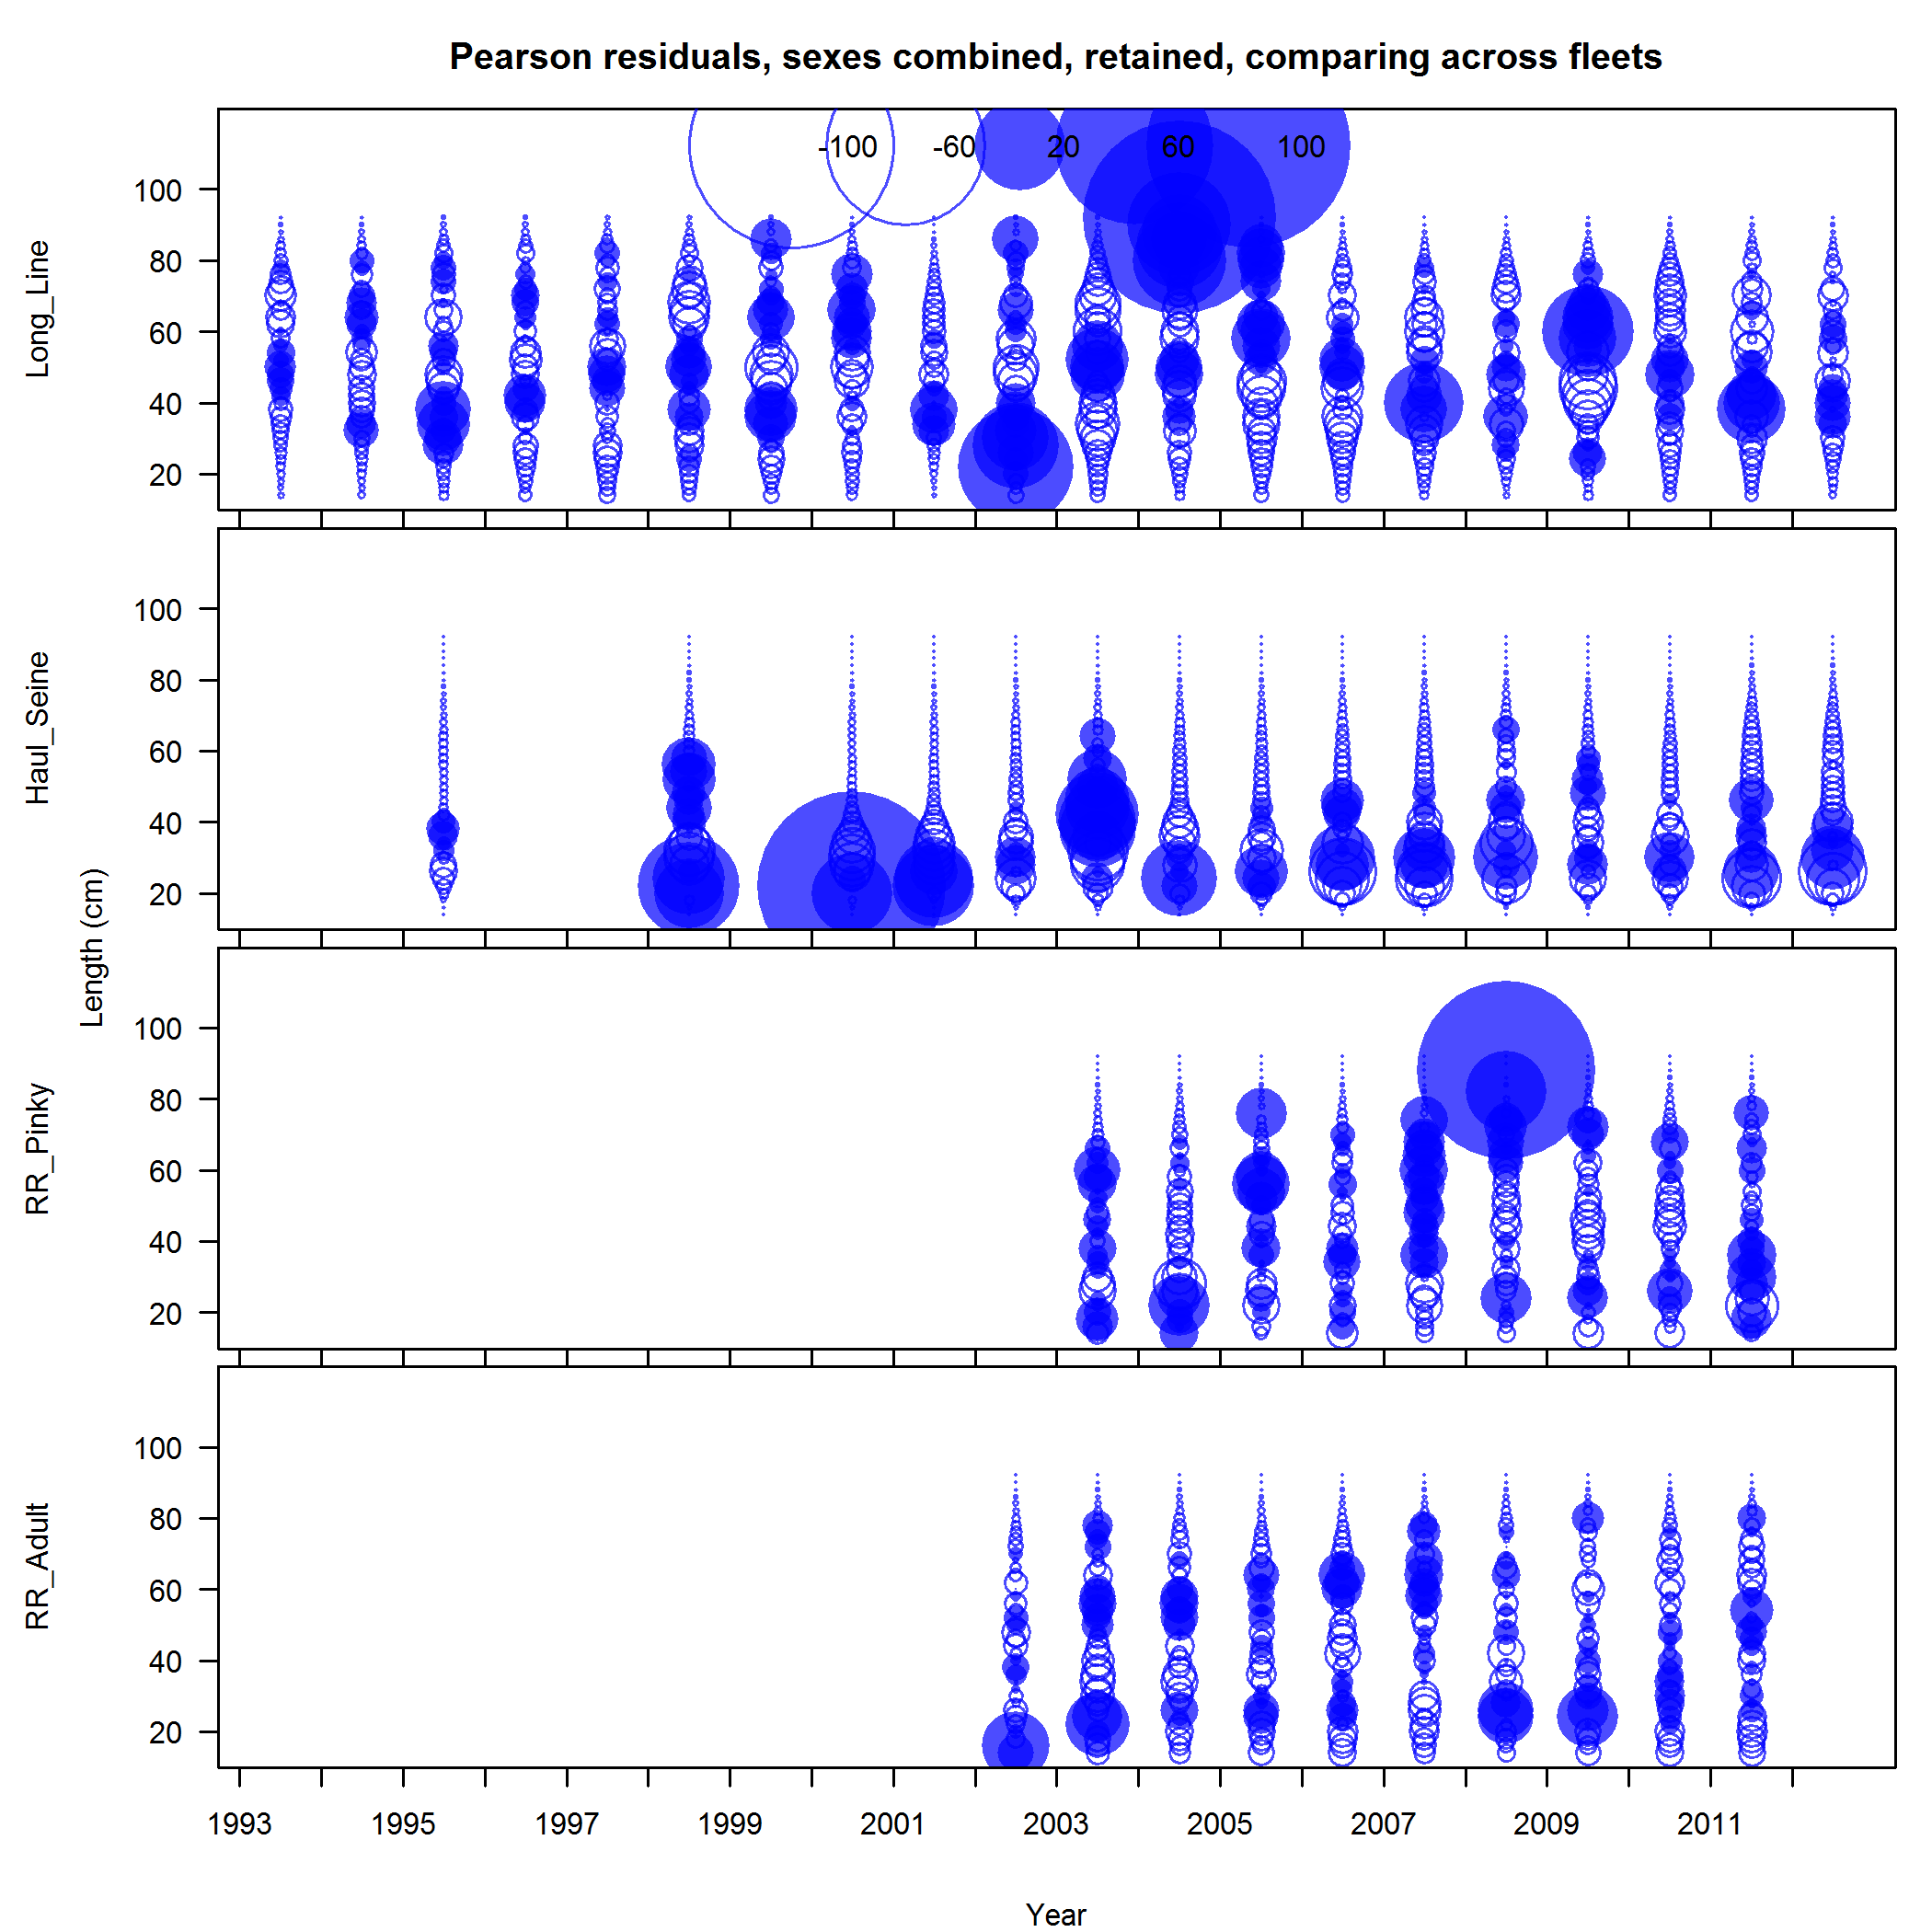 Pearson residuals, sexes combined, retained, comparing across fleets
-100 -60 20 60 100
Long_Line
100
80
60
40
20
Haul_Seine
100
80
60
40
20
Length (cm)
RR_Pinky
100
80
60
40
20
RR_Adult
100
80
60
40
20
1993 1995 1997 1999 2001 2003 2005 2007 2009 2011
Year